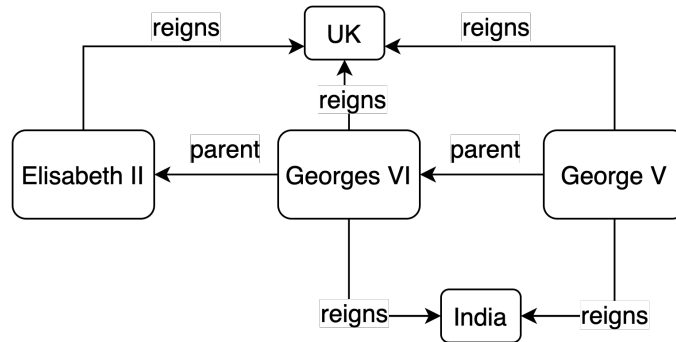 reigns
UK
reigns
reigns
Elisabeth II
parent
Georges VI
parent
George V
reigns
India
reigns